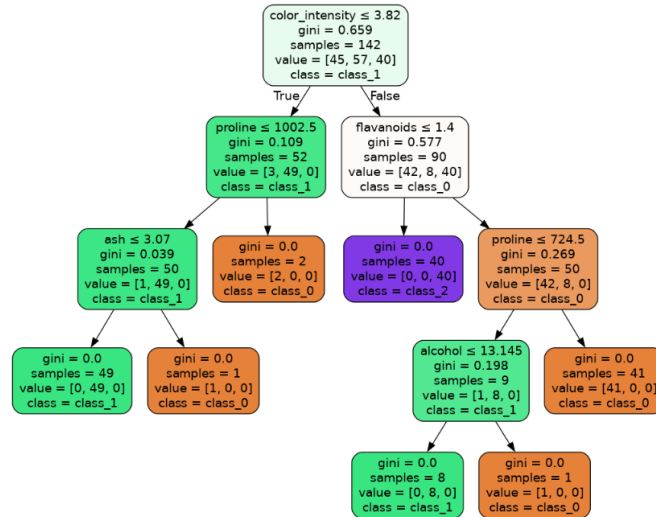 color_intensity ≤ 3.82
gini = 0.659
samples = 142
value = [45, 57, 40]
class = class_1
True
False
proline ≤ 1002.5
gini = 0.109
samples = 52
value = [3, 49, 0]
class = class_1
flavanoids ≤ 1.4
gini = 0.577
samples = 90
value = [42, 8, 40]
class = class_0
ash ≤ 3.07
gini = 0.039
samples = 50
value = [1, 49, 0]
class = class_1
gini = 0.0
samples = 2
value = [2, 0, 0]
class = class_0
gini = 0.0
samples = 40
value = [0, 0, 40]
class = class_2
proline ≤ 724.5
gini = 0.269
samples = 50
value = [42, 8, 0]
class = class_0
gini = 0.0
samples = 49
value = [0, 49, 0]
class = class_1
gini = 0.0
samples = 1
value = [1, 0, 0]
class = class_0
alcohol ≤ 13.145
gini = 0.198
samples = 9
value = [1, 8, 0]
class = class_1
gini = 0.0
samples = 41
value = [41, 0, 0]
class = class_0
gini = 0.0
samples = 8
value = [0, 8, 0]
class = class_1
gini = 0.0
samples = 1
value = [1, 0, 0]
class = class_0